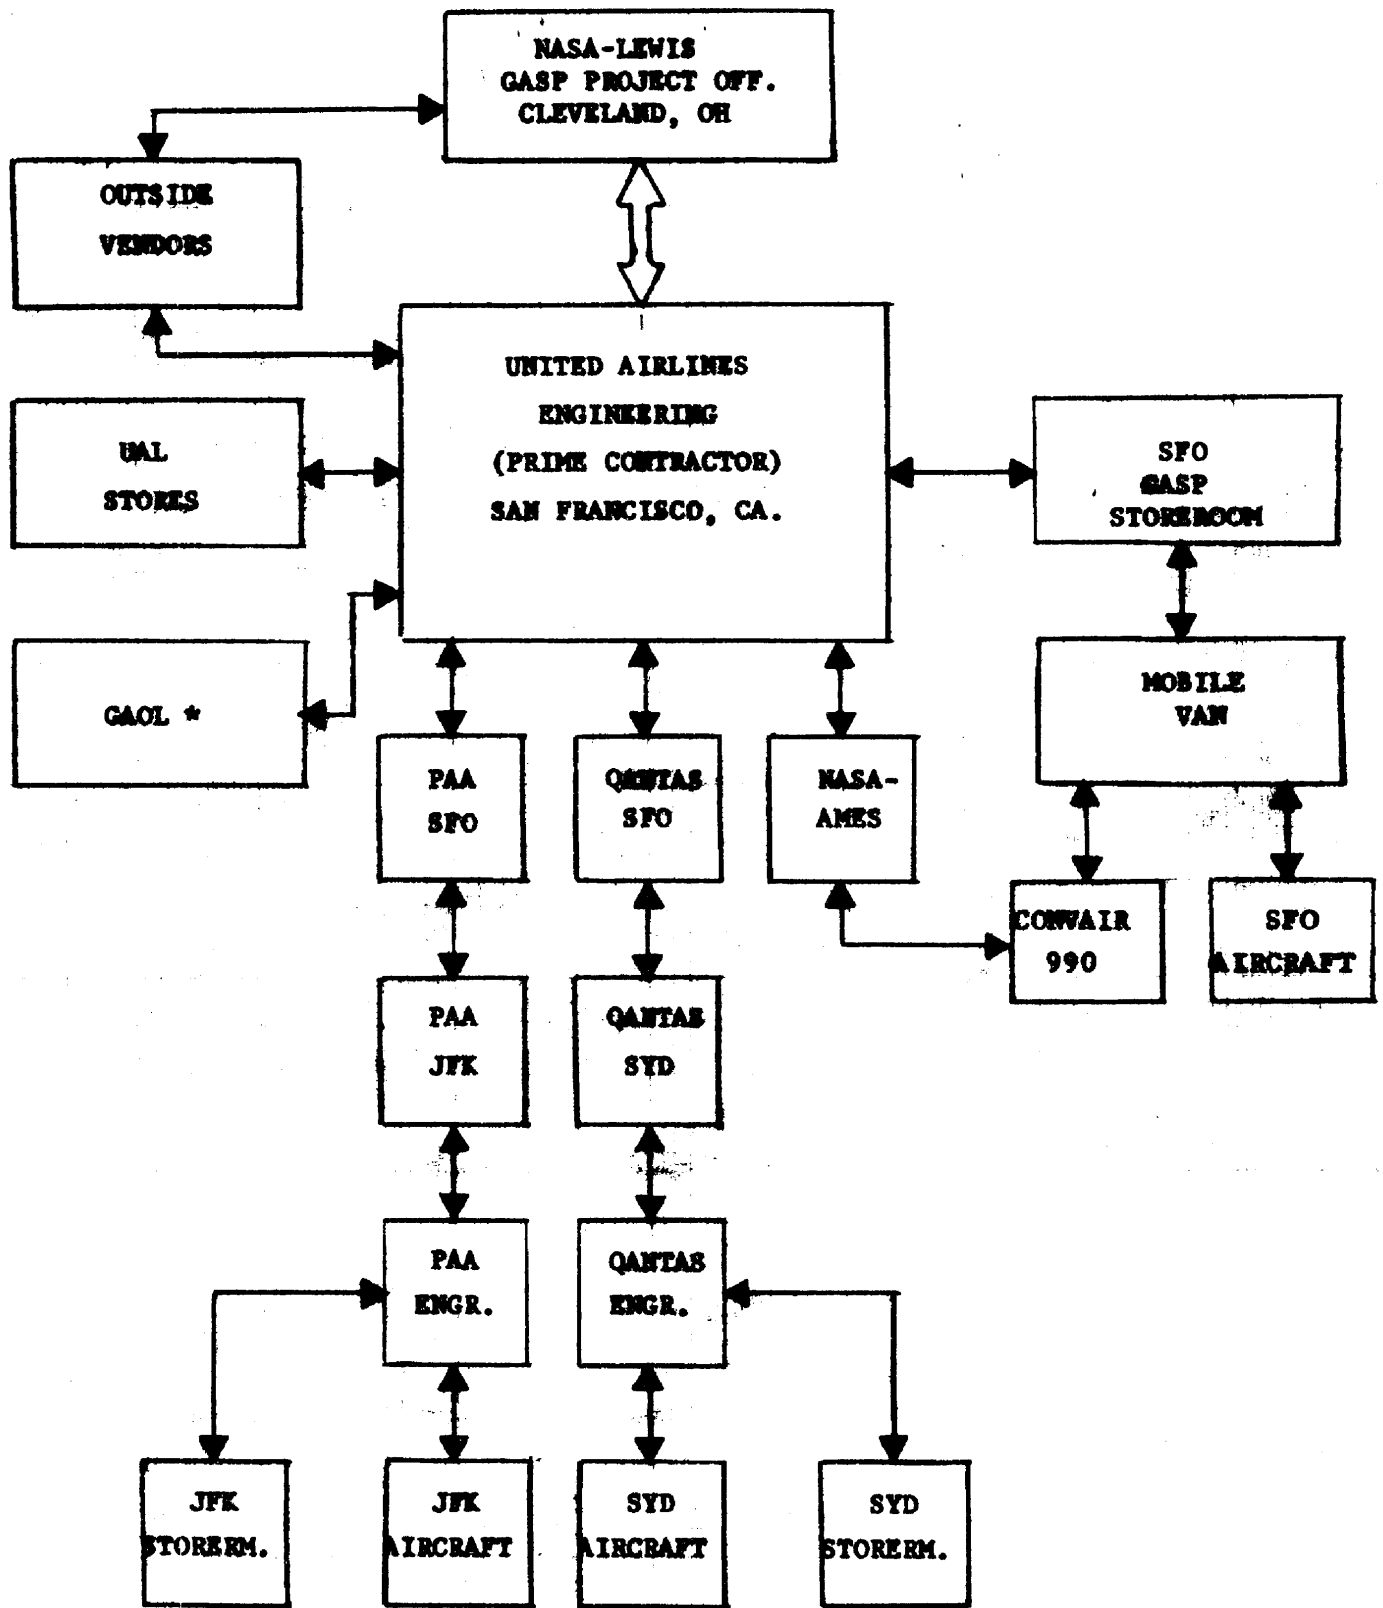 NASA-LEWIS
GASP PROJECT OFF.
CLEVELAND, OH
OUTSIDE
VENDORS
UNITED AIRLINES
ENGINEERING
(PRIME CONTRACTOR)
SAN FRANCISCO, CA.
UAL
STORES
SFO
GASP
STOREROOM
GAOL *
MOBILE
VAN
PAA
SFO
QANTAS
SFO
NASA-
AMES
CONVAIR
990
SFO
AIRCRAFT
PAA
JFK
QANTAS
SYD
PAA
ENGR.
QANTAS
ENGR.
JFK
STORERM.
JFK
AIRCRAFT
SYD
AIRCRAFT
SYD
STORERM.